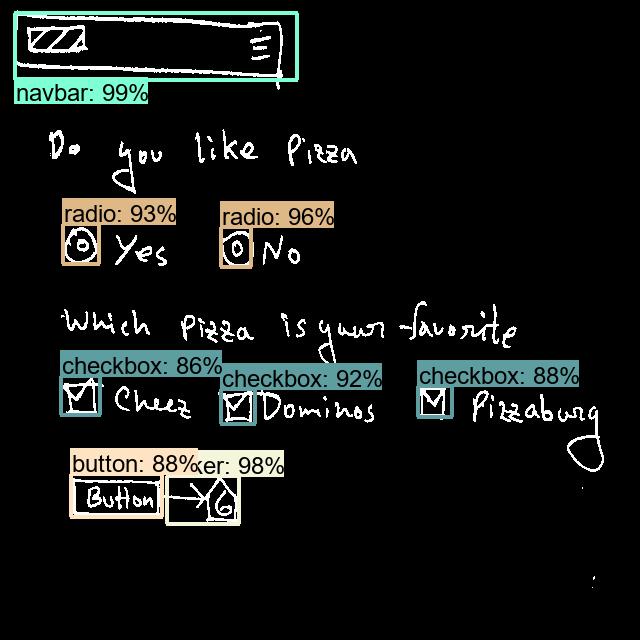 navbar: 99%
Do you like Pizza
radio: 93% radio: 96%
Yes No
Which pizza is your favorite
checkbox: 86% checkbox: 92% checkbox: 88%
Cheez Dominos Pizzaburg
button: 88% ker: 98%
Button G